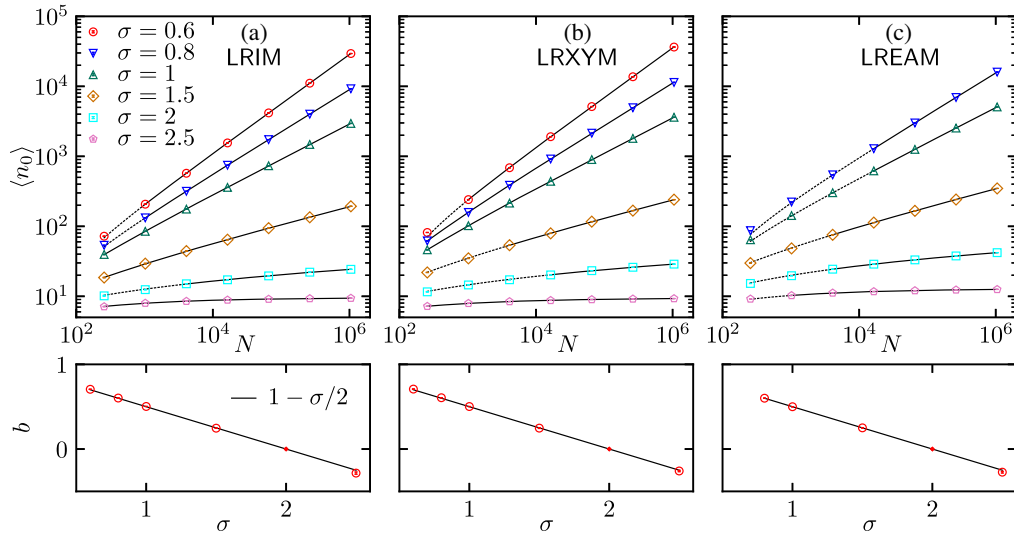 10^5
10^4
10^3
10^2
10^1
⟨n_0⟩
σ = 0.6
σ = 0.8
σ = 1
σ = 1.5
σ = 2
σ = 2.5
(a)
LRIM
(b)
LRXYM
(c)
LREAM
10^2 10^4 N 10^6
10^2 10^4 N 10^6
10^2 10^4 N 10^6
1
0
b
1 − σ/2
1 2
σ
1 2
σ
1 2
σ